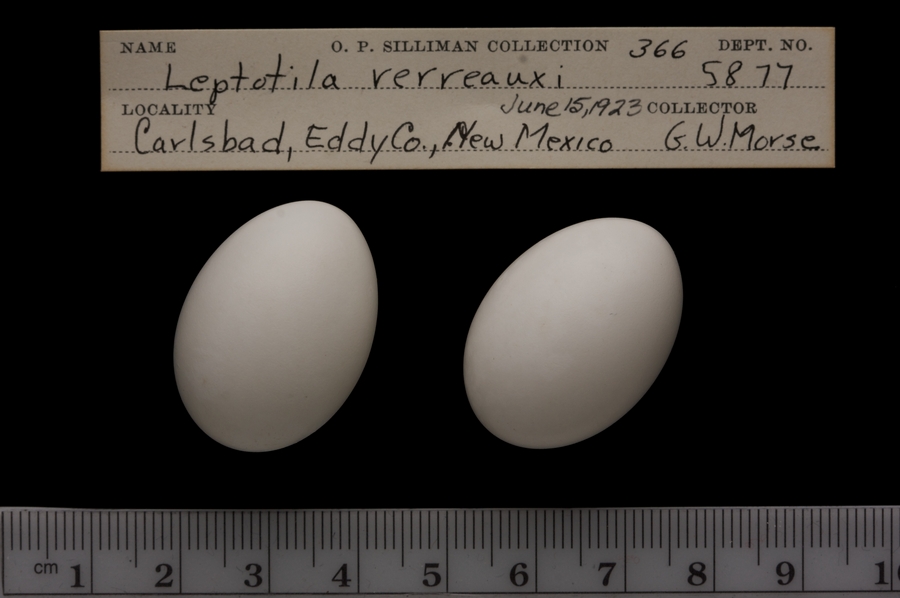 NAME O. P. SILLIMAN COLLECTION 366 DEPT. NO.
Leptotila verreauxi 5877
LOCALITY June 15, 1923 COLLECTOR
Carlsbad, Eddy Co., New Mexico G. W. Morse
cm 1 2 3 4 5 6 7 8 9 1